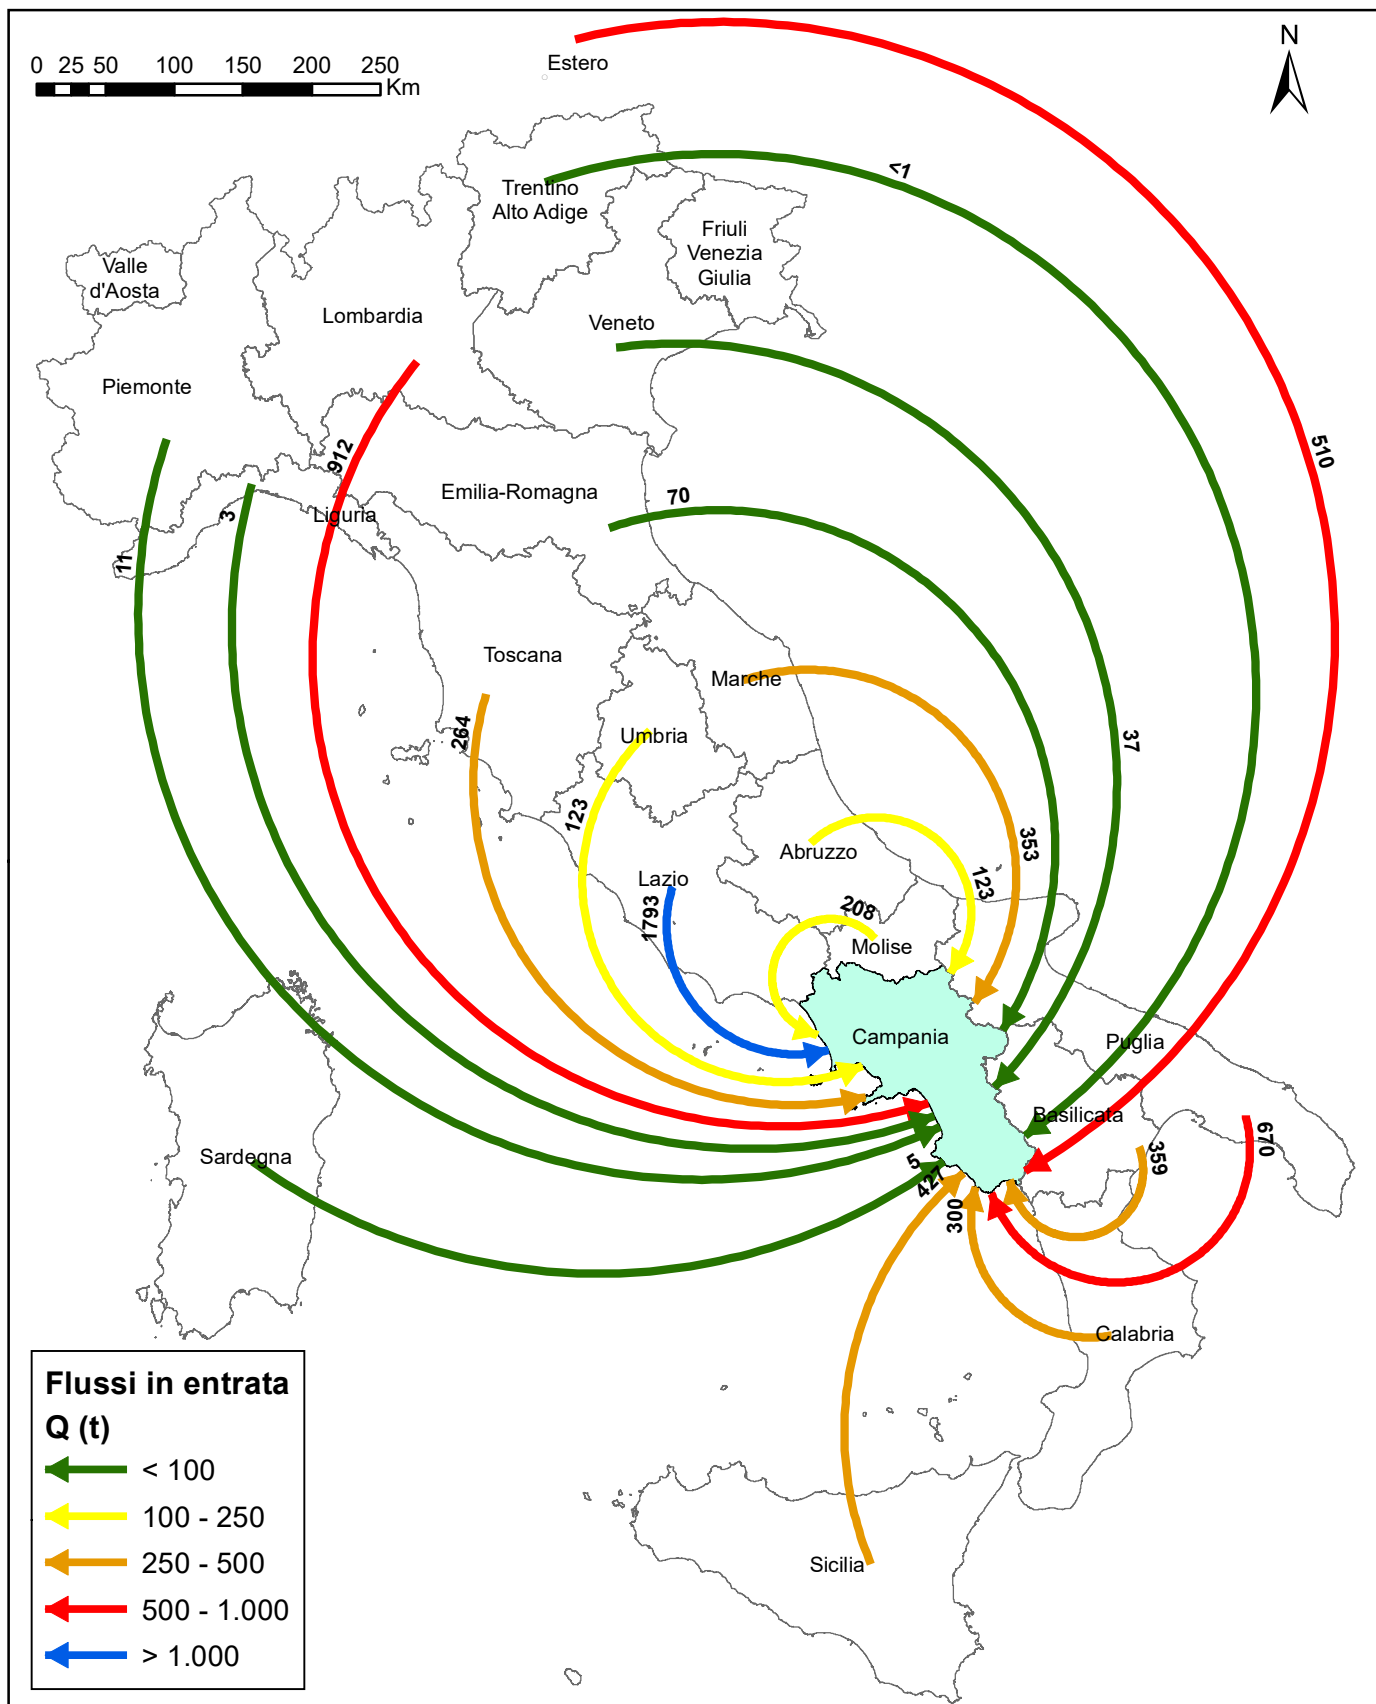 0 25 50 100 150 200 250
Km
Estero
N
<1
Trentino
Alto Adige
Friuli
Venezia
Giulia
Valle
d'Aosta
Lombardia
Veneto
Piemonte
912
510
Emilia-Romagna
70
3
Liguria
11
Toscana
Marche
264
Umbria
37
123
353
Abruzzo
123
Lazio
1793
208
Molise
Campania
Puglia
Basilicata
670
359
Sardegna
5
427
300
Calabria
Sicilia
Flussi in entrata
Q (t)
< 100
100 - 250
250 - 500
500 - 1.000
> 1.000